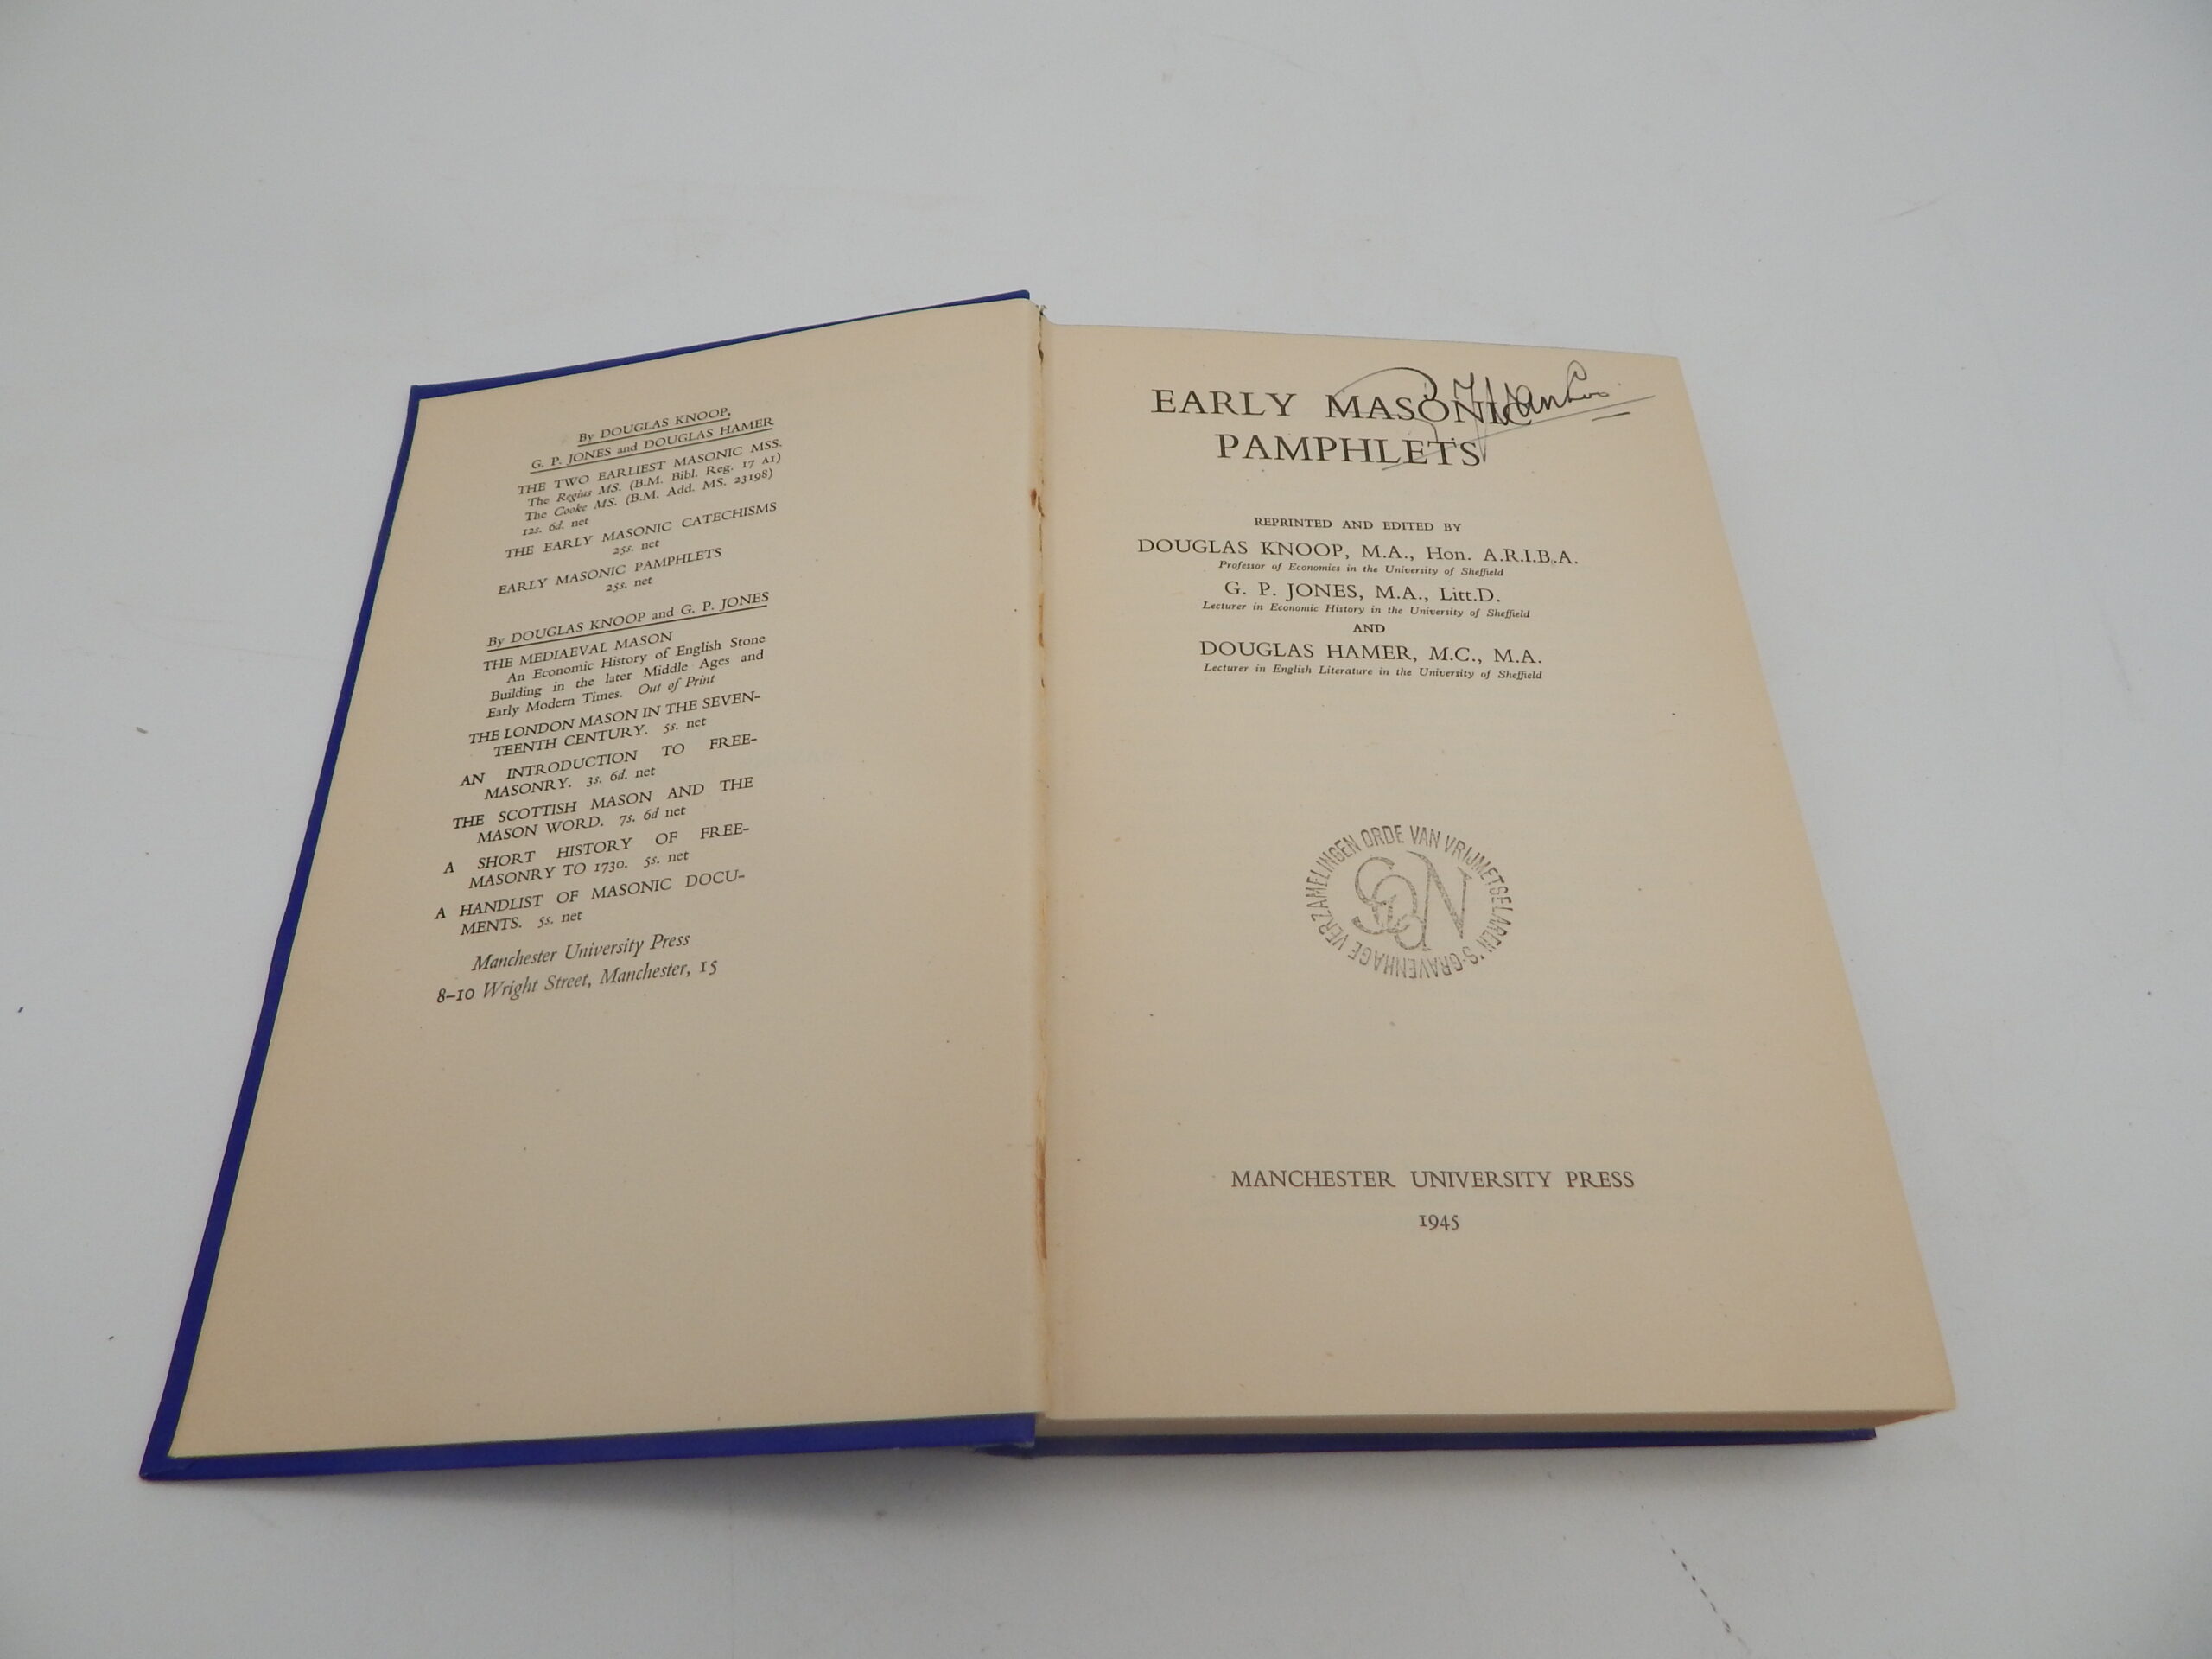 By DOUGLAS KNOOP,
G. P. JONES and DOUGLAS HAMER
THE TWO EARLIEST MASONIC MSS.
The Regius MS. (B.M. Bibl. Reg. 17 A1)
The Cooke MS. (B.M. Add. MS. 23198)
12s. 6d. net
THE EARLY MASONIC CATECHISMS
25s. net
EARLY MASONIC PAMPHLETS
25s. net
By DOUGLAS KNOOP and G. P. JONES
THE MEDIAEVAL MASON
An Economic History of English Stone
Building in the later Middle Ages and
Early Modern Times. Out of Print
THE LONDON MASON IN THE SEVEN-
TEENTH CENTURY. 5s. net
AN INTRODUCTION TO FREE-
MASONRY. 3s. 6d. net
THE SCOTTISH MASON AND THE
MASON WORD. 7s. 6d net
A SHORT HISTORY OF FREE-
MASONRY TO 1730. 5s. net
A HANDLIST OF MASONIC DOCU-
MENTS. 5s. net
Manchester University Press
8–10 Wright Street, Manchester, 15
EARLY MASONIC
PAMPHLETS
REPRINTED AND EDITED BY
DOUGLAS KNOOP, M.A., Hon. A.R.I.B.A.
Professor of Economics in the University of Sheffield
G. P. JONES, M.A., Litt.D.
Lecturer in Economic History in the University of Sheffield
AND
DOUGLAS HAMER, M.C., M.A.
Lecturer in English Literature in the University of Sheffield
VERZAMELINGEN ORDE VAN VRIJMETSELAREN 'S-GRAVENHAGE
MANCHESTER UNIVERSITY PRESS
1945